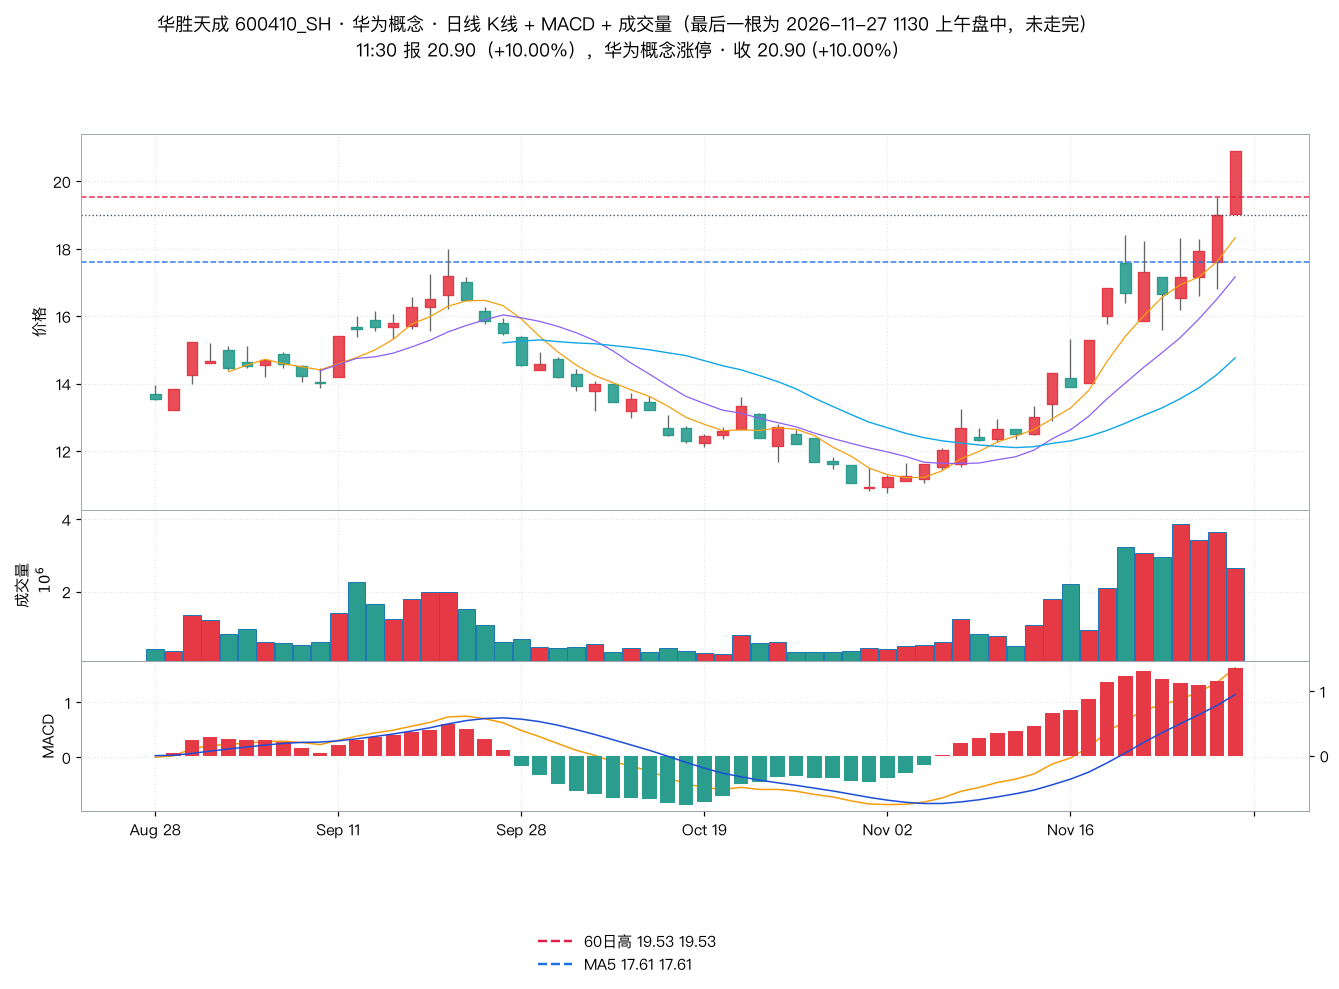 华胜天成 600410_SH · 华为概念 · 日线 K线 + MACD + 成交量（最后一根为 2026-11-27 1130 上午盘中，未走完）
11:30 报 20.90（+10.00%），华为概念涨停 · 收 20.90 (+10.00%)
价格
20
18
16
14
12
成交量
10^6
4
2
MACD
1
0
1
0
Aug 28
Sep 11
Sep 28
Oct 19
Nov 02
Nov 16
60日高 19.53 19.53
MA5 17.61 17.61